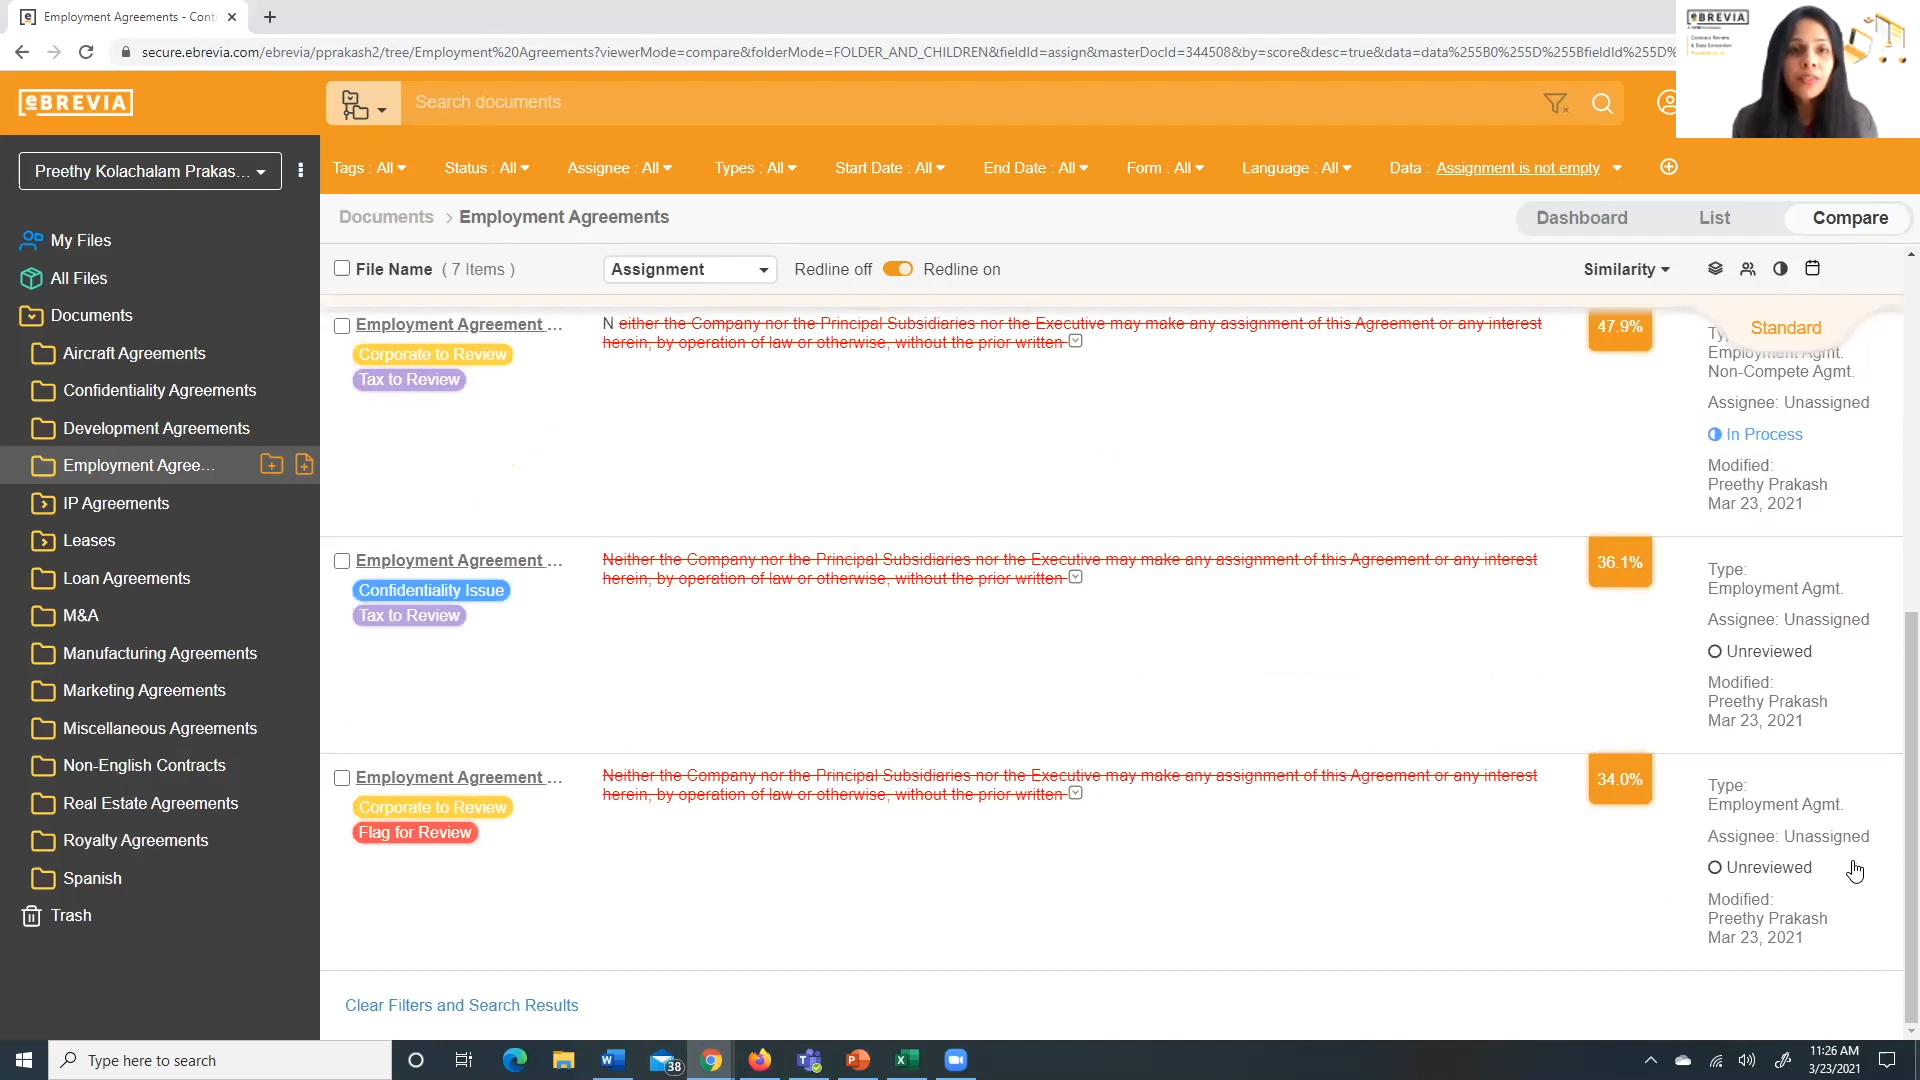 Employment Agreements - Cont
secure.ebrevia.com/ebrevia/pprakash2/tree/Employment%20Agreements?viewerMode=compare&folderMode=FOLDER_AND_CHILDREN&fieldId=assign&masterDocId=344508&by=score&desc=true&data=data%255B0%255D%255BfieldId%255D%
eBREVIA
Contract Review
& Data Extraction
eBREVIA
Search documents
Preethy Kolachalam Prakas...
Tags : All
Status : All
Assignee : All
Types : All
Start Date : All
End Date : All
Form : All
Language : All
Data : Assignment is not empty
Documents > Employment Agreements
Dashboard
List
Compare
File Name ( 7 Items )
Assignment
Redline off
Redline on
Similarity
My Files
All Files
Documents
Aircraft Agreements
Confidentiality Agreements
Development Agreements
Employment Agree...
IP Agreements
Leases
Loan Agreements
M&A
Manufacturing Agreements
Marketing Agreements
Miscellaneous Agreements
Non-English Contracts
Real Estate Agreements
Royalty Agreements
Spanish
Trash
Standard
Employment Agreement ...
Corporate to Review
Tax to Review
N either the Company nor the Principal Subsidiaries nor the Executive may make any assignment of this Agreement or any interest
herein, by operation of law or otherwise, without the prior written
47.9%
Employment Agmt.
Non-Compete Agmt.
Assignee: Unassigned
In Process
Modified:
Preethy Prakash
Mar 23, 2021
Employment Agreement ...
Confidentiality Issue
Tax to Review
Neither the Company nor the Principal Subsidiaries nor the Executive may make any assignment of this Agreement or any interest
herein, by operation of law or otherwise, without the prior written
36.1%
Type:
Employment Agmt.
Assignee: Unassigned
Unreviewed
Modified:
Preethy Prakash
Mar 23, 2021
Employment Agreement ...
Corporate to Review
Flag for Review
Neither the Company nor the Principal Subsidiaries nor the Executive may make any assignment of this Agreement or any interest
herein, by operation of law or otherwise, without the prior written
34.0%
Type:
Employment Agmt.
Assignee: Unassigned
Unreviewed
Modified:
Preethy Prakash
Mar 23, 2021
Clear Filters and Search Results
Type here to search
38
11:26 AM
3/23/2021